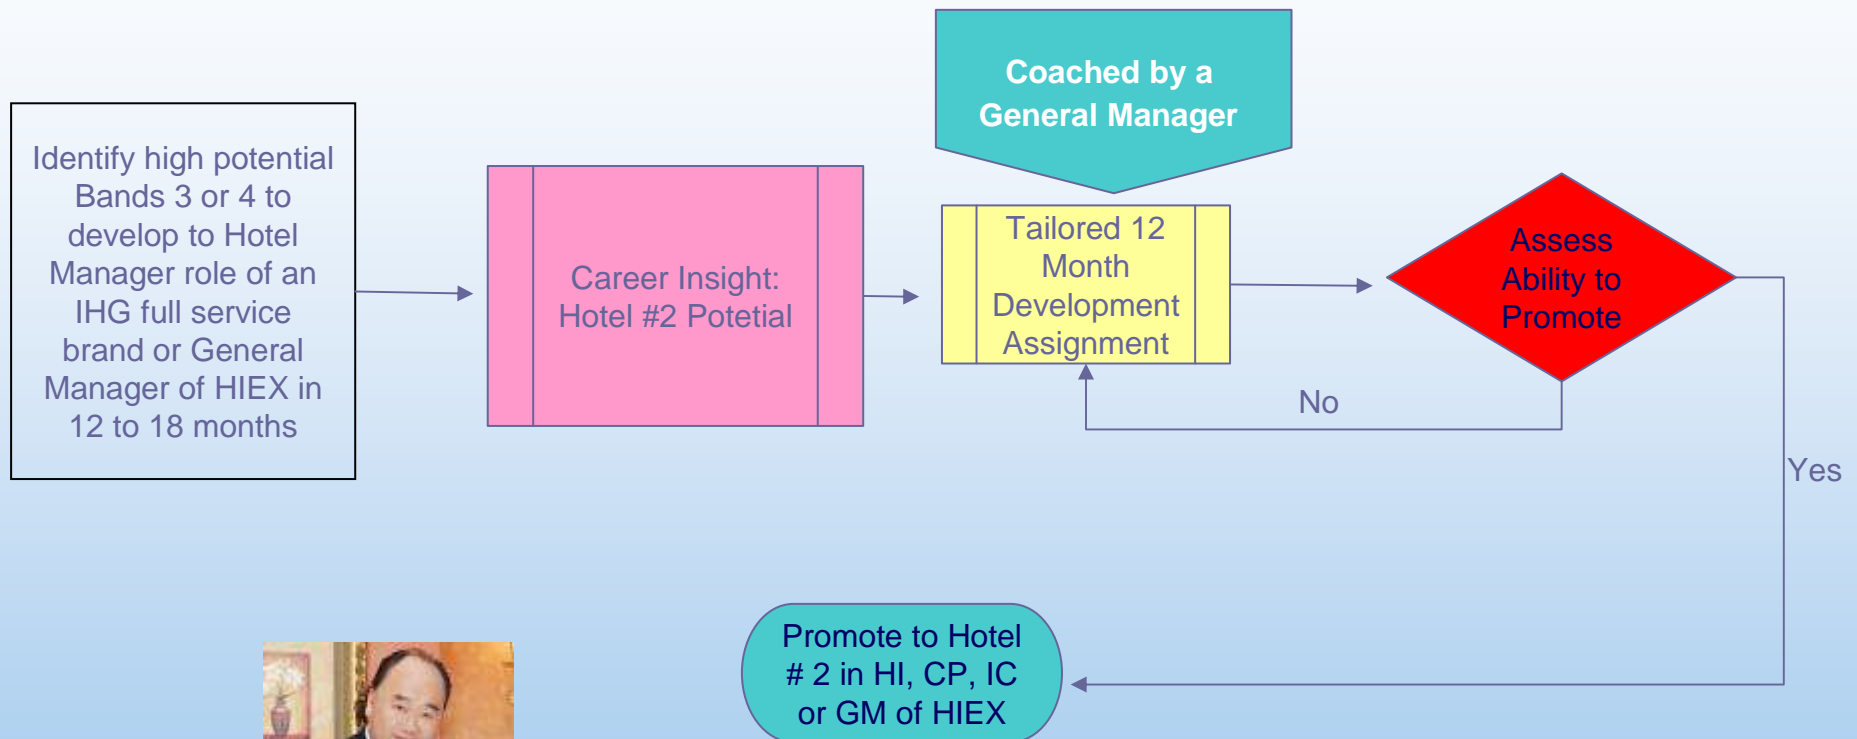 Identify high potential
Bands 3 or 4 to
develop to Hotel
Manager role of an
IHG full service
brand or General
Manager of HIEX in
12 to 18 months
Career Insight:
Hotel #2 Potetial
Coached by a
General Manager
Tailored 12
Month
Development
Assignment
Assess
Ability to
Promote
No
Yes
Promote to Hotel
# 2 in HI, CP, IC
or GM of HIEX